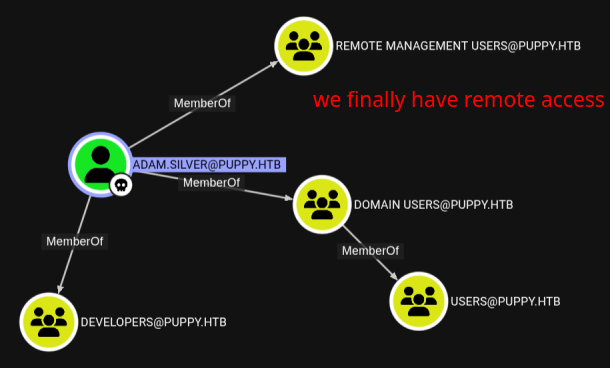 REMOTE MANAGEMENT USERS@PUPPY.HTB
we finally have remote access
MemberOf
ADAM.SILVER@PUPPY.HTB
MemberOf
DOMAIN USERS@PUPPY.HTB
MemberOf
MemberOf
USERS@PUPPY.HTB
DEVELOPERS@PUPPY.HTB